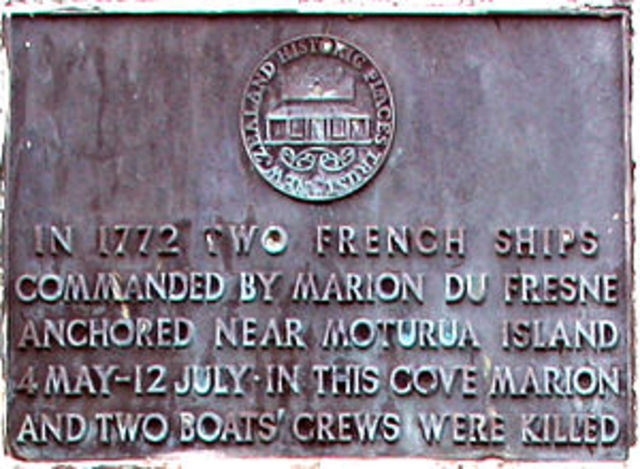 NEW ZEALAND HISTORIC PLACES TRUST
IN 1772 TWO FRENCH SHIPS
COMMANDED BY MARION DU FRESNE
ANCHORED NEAR MOTURUA ISLAND
4 MAY-12 JULY · IN THIS COVE MARION
AND TWO BOATS' CREWS WERE KILLED